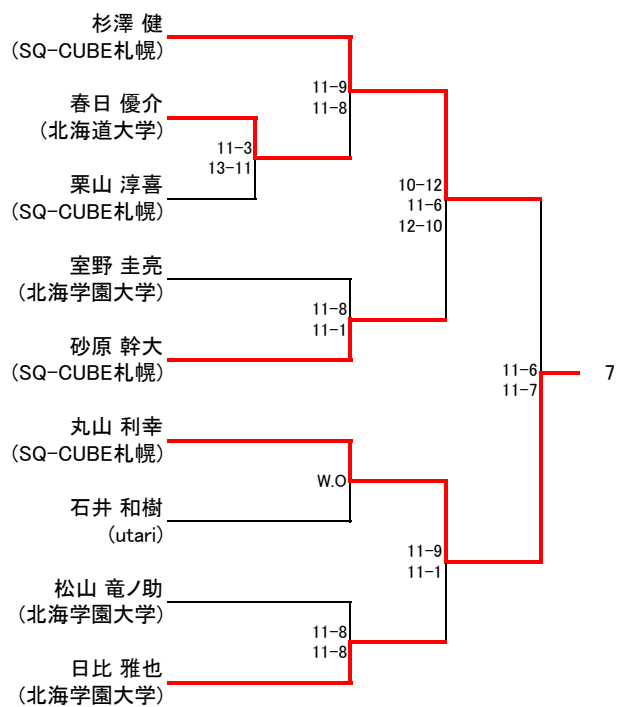 杉澤 健
(SQ-CUBE札幌)
11-9
11-8
春日 優介
(北海道大学)
11-3
13-11
栗山 淳喜
(SQ-CUBE札幌)
10-12
11-6
12-10
室野 圭亮
(北海学園大学)
11-8
11-1
砂原 幹大
(SQ-CUBE札幌)
11-6
11-7
7
丸山 利幸
(SQ-CUBE札幌)
W.O
石井 和樹
(utari)
11-9
11-1
松山 竜ノ助
(北海学園大学)
11-8
11-8
日比 雅也
(北海学園大学)